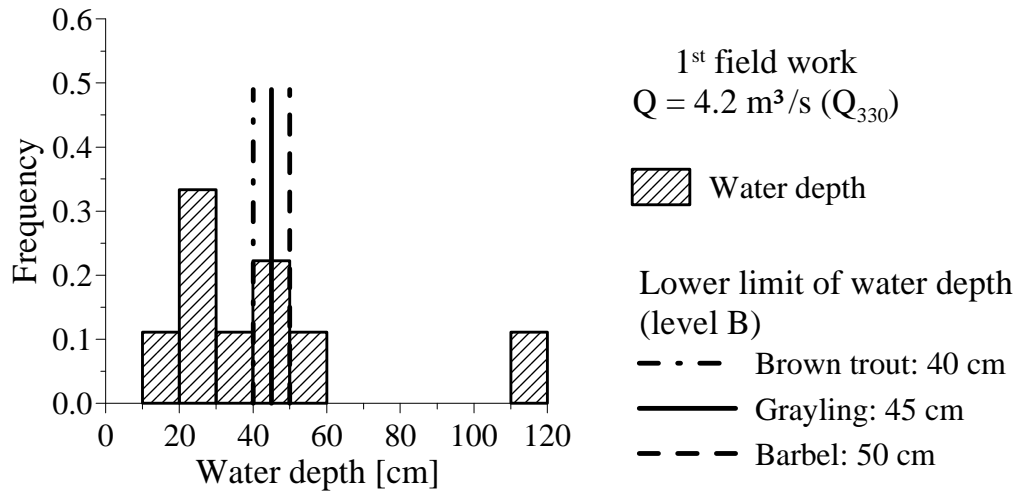 0.6
0.5
0.4
0.3
0.2
0.1
0.0
Frequency
0 20 40 60 80 100 120
Water depth [cm]
1st field work
Q = 4.2 m³/s (Q330)
Water depth
Lower limit of water depth
(level B)
Brown trout: 40 cm
Grayling: 45 cm
Barbel: 50 cm